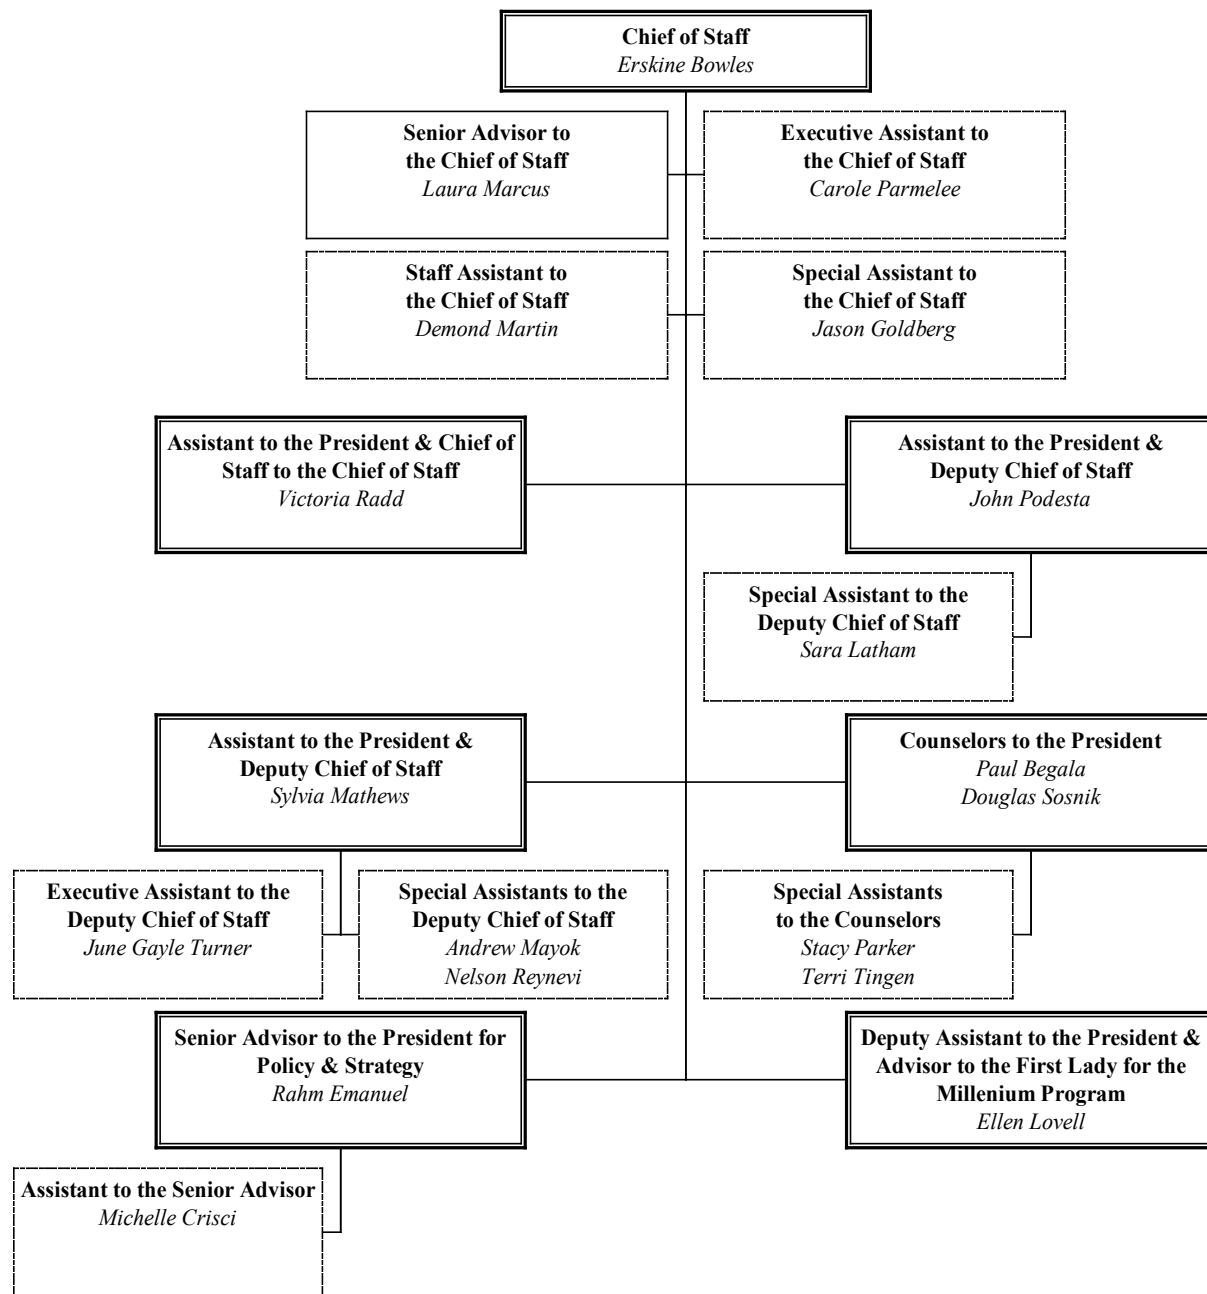 Chief of Staff
Erskine Bowles
Senior Advisor to
the Chief of Staff
Laura Marcus
Executive Assistant to
the Chief of Staff
Carole Parmelee
Staff Assistant to
the Chief of Staff
Demond Martin
Special Assistant to
the Chief of Staff
Jason Goldberg
Assistant to the President & Chief of
Staff to the Chief of Staff
Victoria Radd
Assistant to the President &
Deputy Chief of Staff
John Podesta
Special Assistant to the
Deputy Chief of Staff
Sara Latham
Assistant to the President &
Deputy Chief of Staff
Sylvia Mathews
Counselors to the President
Paul Begala
Douglas Sosnik
Executive Assistant to the
Deputy Chief of Staff
June Gayle Turner
Special Assistants to the
Deputy Chief of Staff
Andrew Mayok
Nelson Reynevi
Special Assistants
to the Counselors
Stacy Parker
Terri Tingen
Senior Advisor to the President for
Policy & Strategy
Rahm Emanuel
Deputy Assistant to the President &
Advisor to the First Lady for the
Millenium Program
Ellen Lovell
Assistant to the Senior Advisor
Michelle Crisci